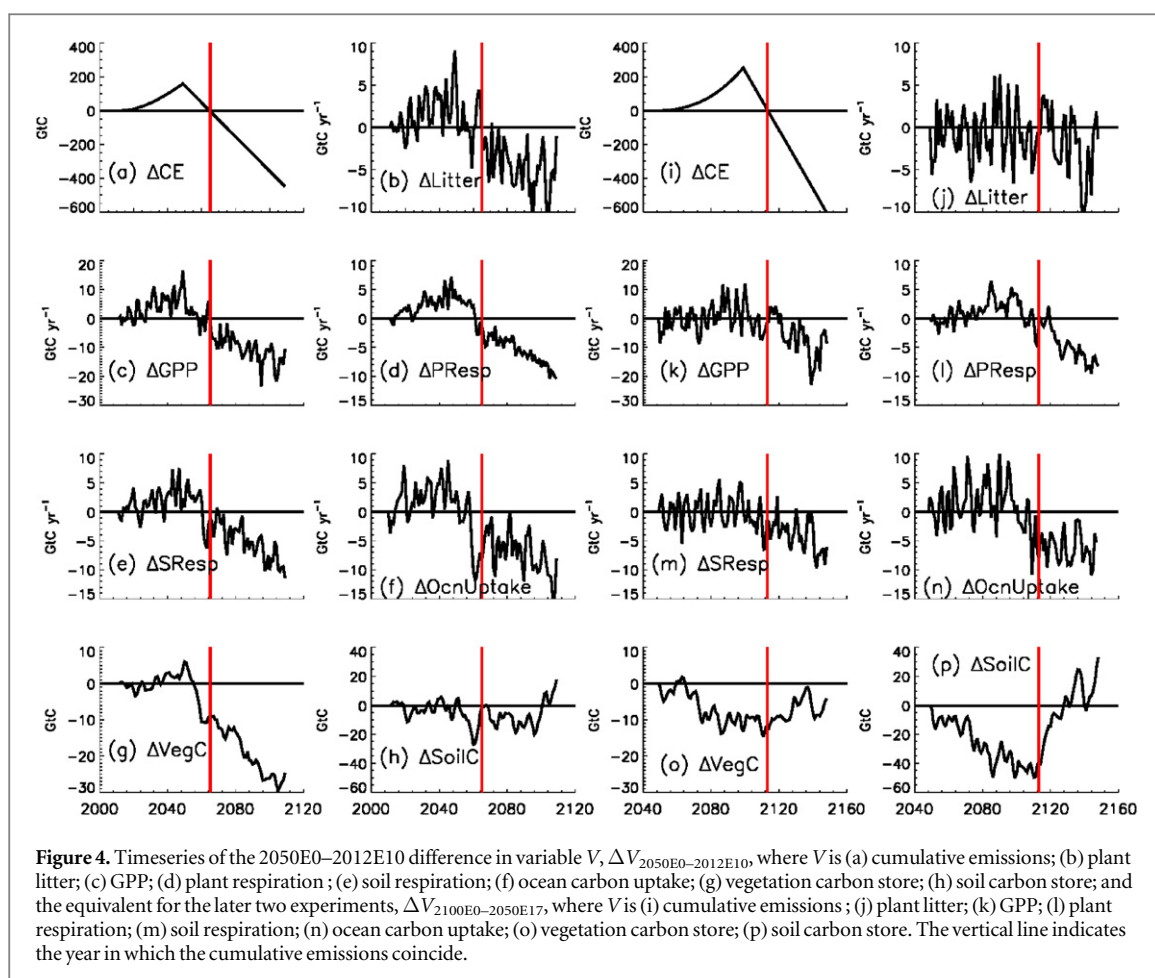 400
200
0
-200
-400
-600
GtC
(a) ΔCE
10
5
0
-5
-10
GtC yr⁻¹
(b) ΔLitter
400
200
0
-200
-400
-600
GtC
(i) ΔCE
10
5
0
-5
-10
GtC yr⁻¹
(j) ΔLitter
20
10
0
-10
-20
-30
GtC yr⁻¹
(c) ΔGPP
15
10
5
0
-5
-10
-15
GtC yr⁻¹
(d) ΔPResp
20
10
0
-10
-20
-30
GtC yr⁻¹
(k) ΔGPP
10
5
0
-5
-10
-15
GtC yr⁻¹
(l) ΔPResp
10
5
0
-5
-10
-15
GtC yr⁻¹
(e) ΔSResp
10
5
0
-5
-10
-15
GtC yr⁻¹
(f) ΔOcnUptake
10
5
0
-5
-10
-15
GtC yr⁻¹
(m) ΔSResp
10
5
0
-5
-10
-15
GtC yr⁻¹
(n) ΔOcnUptake
10
0
-10
-20
-30
GtC
(g) ΔVegC
2000 2040 2080 2120
40
20
0
-20
-40
-60
GtC
(h) ΔSoilC
2000 2040 2080 2120
10
0
-10
-20
-30
GtC
(o) ΔVegC
2040 2080 2120 2160
40
20
0
-20
-40
-60
GtC
(p) ΔSoilC
2040 2080 2120 2160
Figure 4. Timeseries of the 2050E0–2012E10 difference in variable V, ΔV₂₀₅₀E₀–₂₀₁₂E₁₀, where V is (a) cumulative emissions; (b) plant
litter; (c) GPP; (d) plant respiration ; (e) soil respiration; (f) ocean carbon uptake; (g) vegetation carbon store; (h) soil carbon store; and
the equivalent for the later two experiments, ΔV₂₁₀₀E₀–₂₀₅₀E₁₇, where V is (i) cumulative emissions ; (j) plant litter; (k) GPP; (l) plant
respiration; (m) soil respiration; (n) ocean carbon uptake; (o) vegetation carbon store; (p) soil carbon store. The vertical line indicates
the year in which the cumulative emissions coincide.